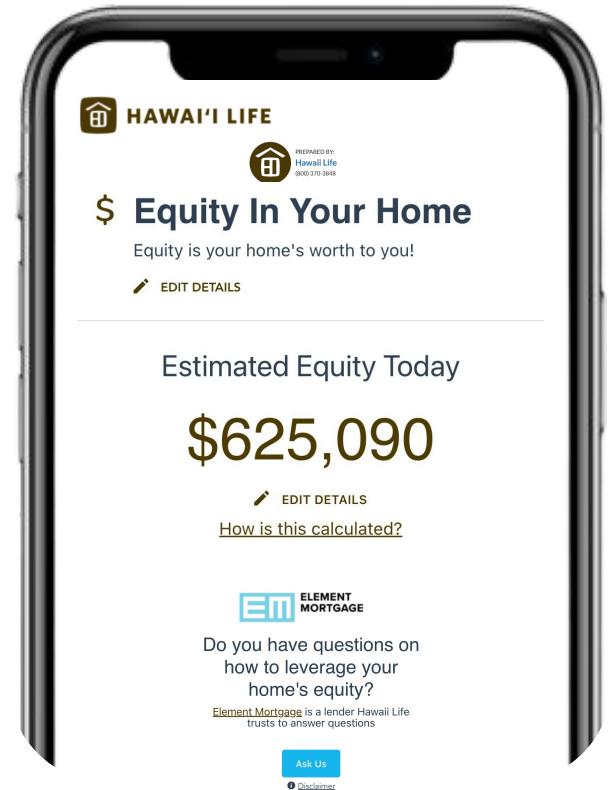 HAWAIʻI LIFE
PREPARED BY:
Hawaii Life
(800) 370-3848
$ Equity In Your Home
Equity is your home's worth to you!
EDIT DETAILS
Estimated Equity Today
$625,090
EDIT DETAILS
How is this calculated?
EM ELEMENT
MORTGAGE
Do you have questions on
how to leverage your
home's equity?
Element Mortgage is a lender Hawaii Life
trusts to answer questions
Ask Us
Disclaimer